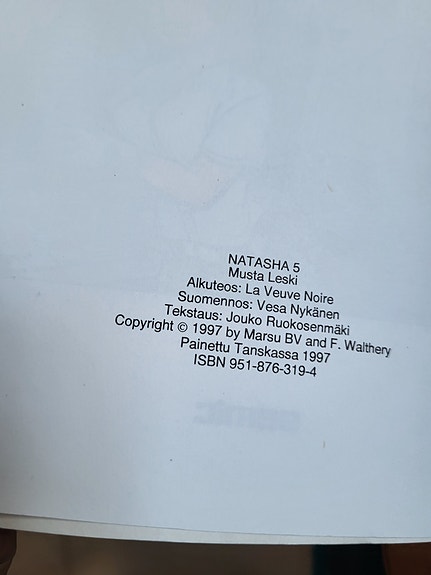 NATASHA 5
Musta Leski
Alkuteos: La Veuve Noire
Suomennos: Vesa Nykänen
Tekstaus: Jouko Ruokosenmäki
Copyright © 1997 by Marsu BV and F. Walthery
Painettu Tanskassa 1997
ISBN 951-876-319-4